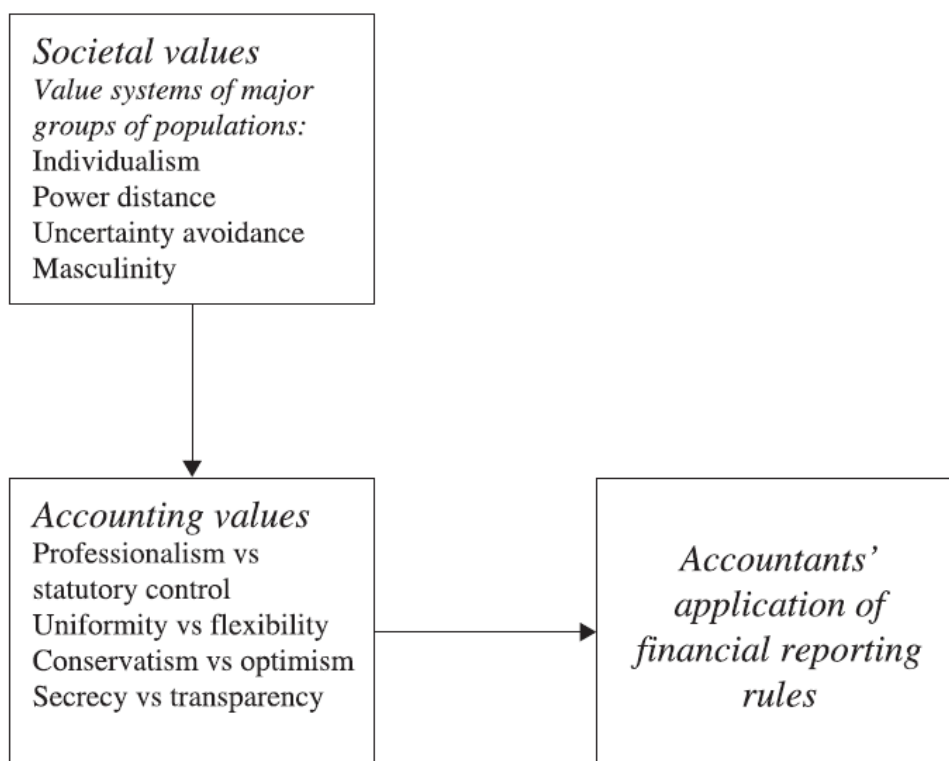 Societal values
Value systems of major
groups of populations:
Individualism
Power distance
Uncertainty avoidance
Masculinity
Accounting values
Professionalism vs
statutory control
Uniformity vs flexibility
Conservatism vs optimism
Secrecy vs transparency
Accountants’
application of
financial reporting
rules